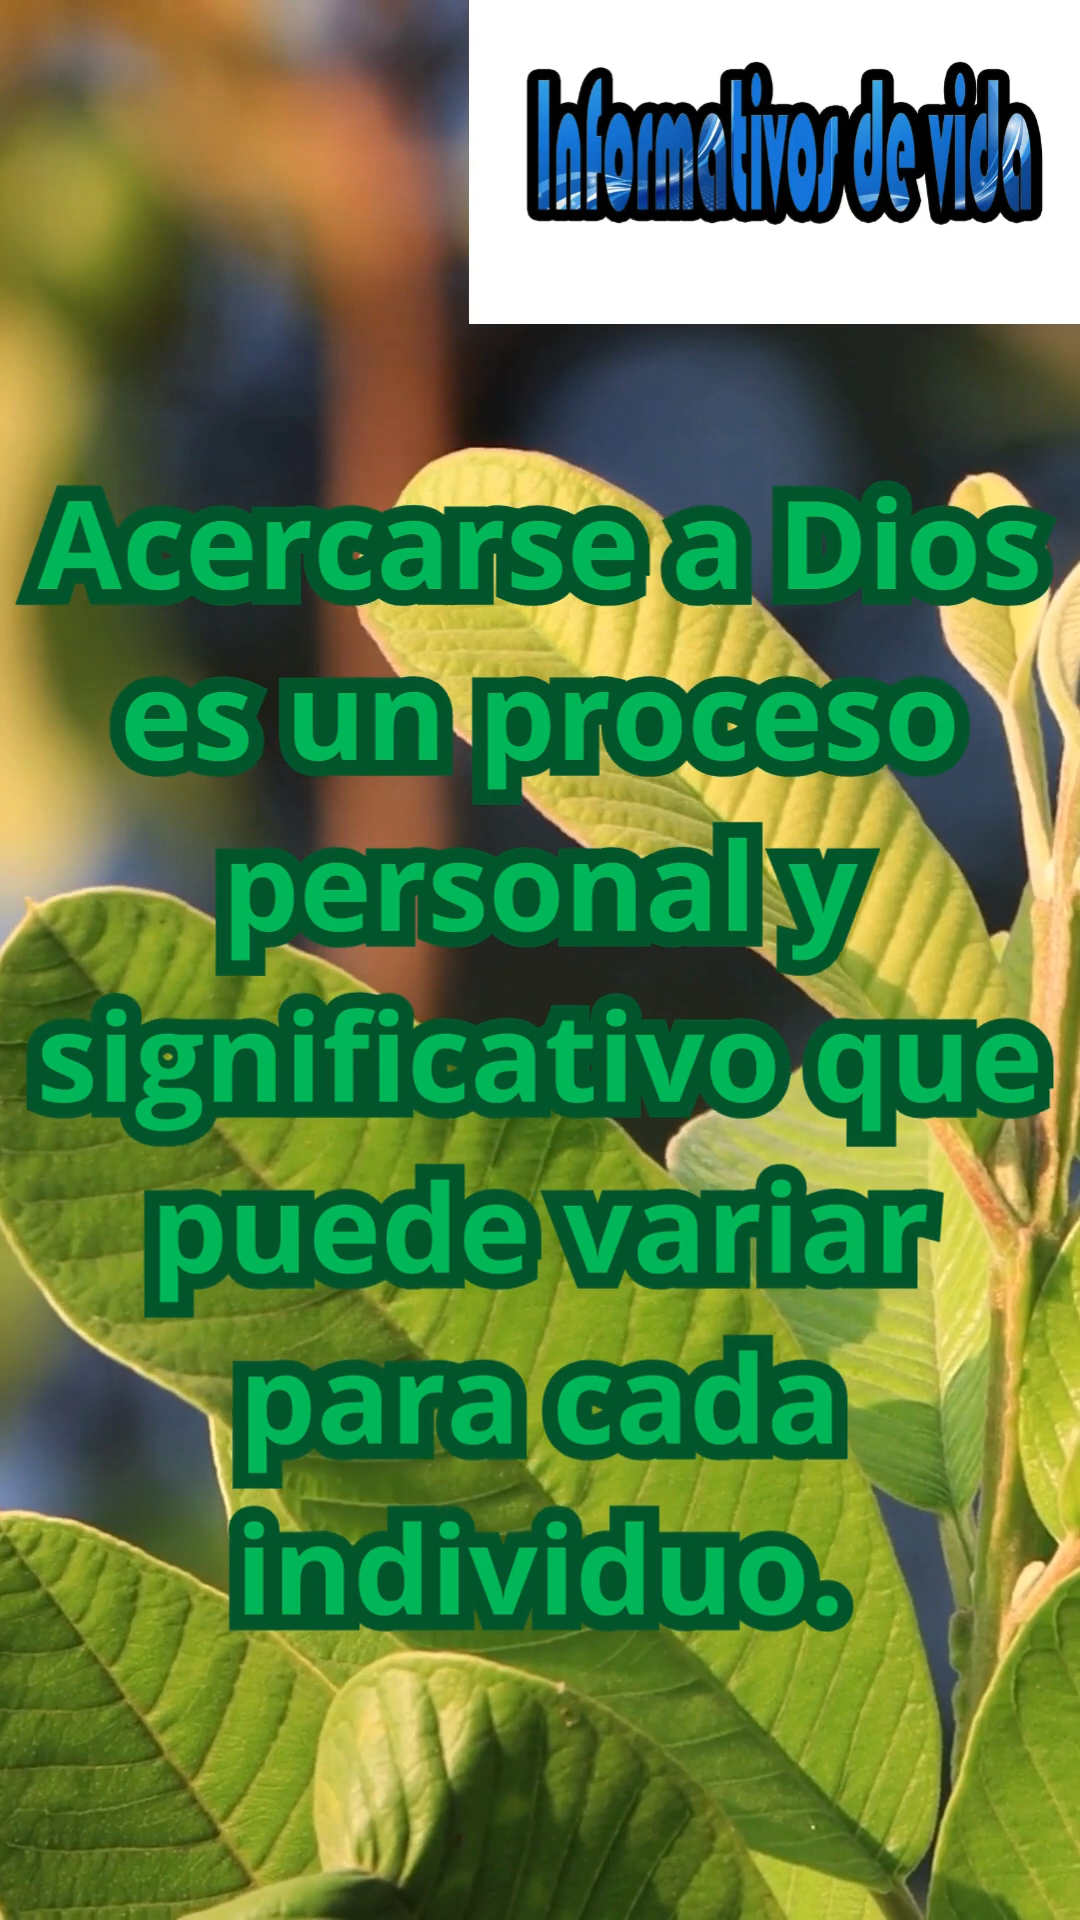 Informativos de vida
Acercarse a Dios
es un proceso
personal y
significativo que
puede variar
para cada
individuo.